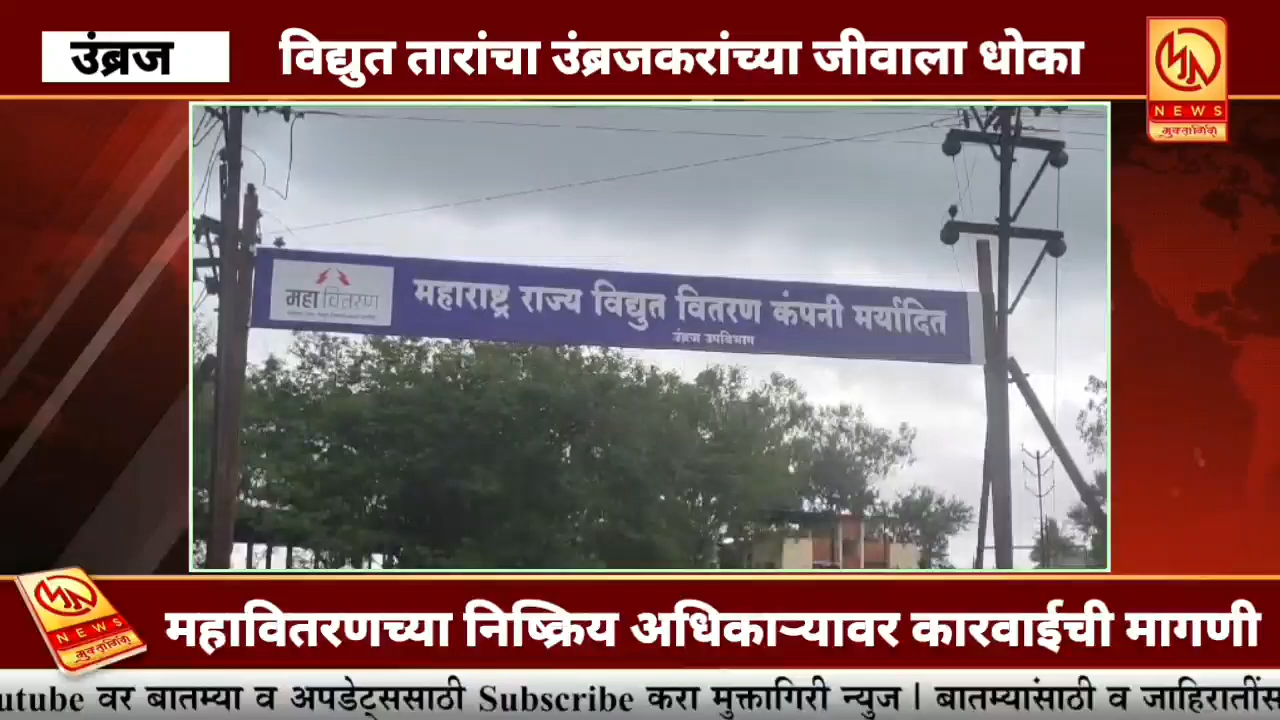 उंब्रज
विद्युत तारांचा उंब्रजकरांच्या जीवाला धोका
NEWS
मुक्तागिरी
महावितरण
महाराष्ट्र राज्य विद्युत वितरण कंपनी मर्यादित
उंब्रज उपविभाग
NEWS
मुक्तागिरी
महावितरणच्या निष्क्रिय अधिकाऱ्यावर कारवाईची मागणी
utube वर बातम्या व अपडेट्ससाठी Subscribe करा मुक्तागिरी न्युज | बातम्यांसाठी व जाहिरातींस